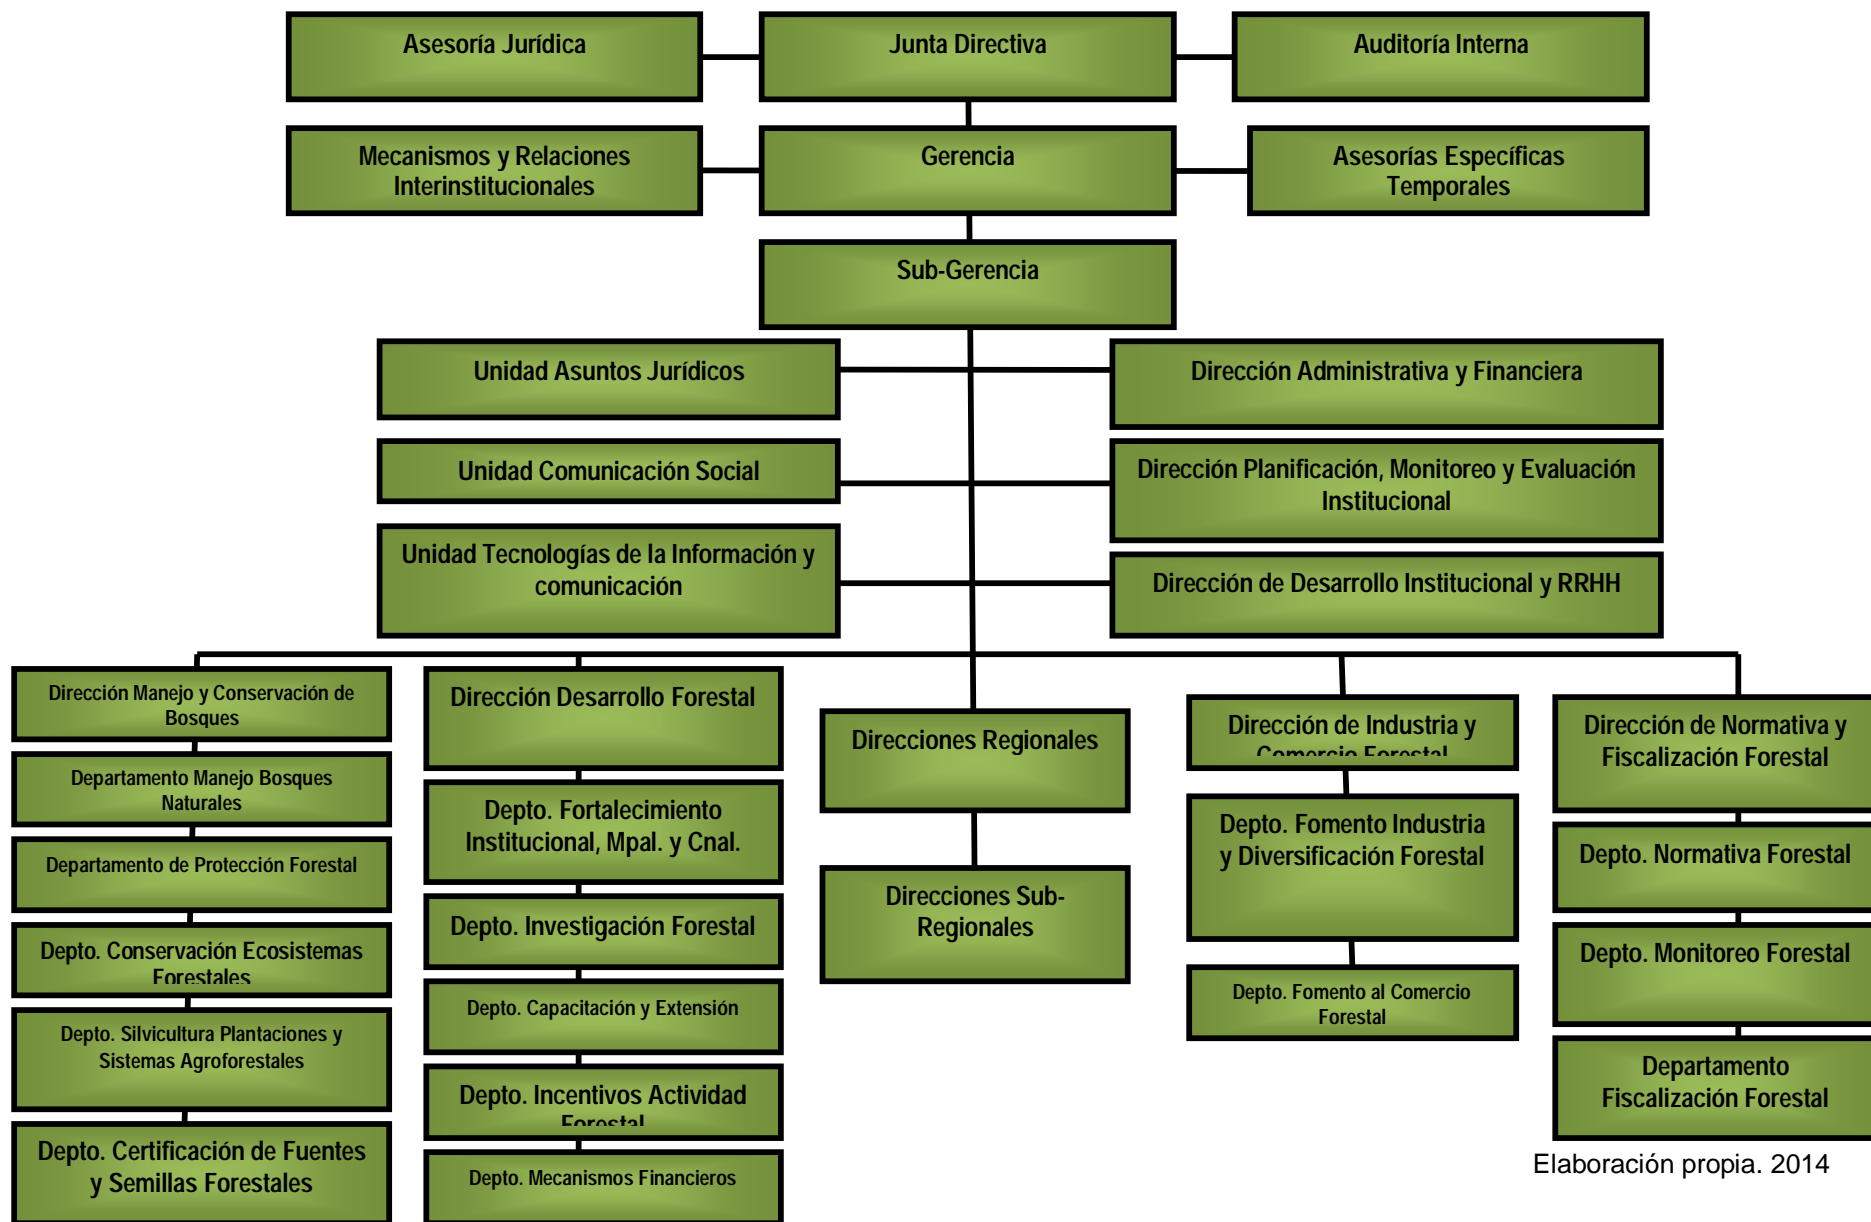 Asesoría Jurídica
Junta Directiva
Auditoría Interna
Mecanismos y Relaciones
Interinstitucionales
Gerencia
Asesorías Específicas
Temporales
Sub-Gerencia
Unidad Asuntos Jurídicos
Dirección Administrativa y Financiera
Unidad Comunicación Social
Dirección Planificación, Monitoreo y Evaluación
Institucional
Unidad Tecnologías de la Información y
comunicación
Dirección de Desarrollo Institucional y RRHH
Dirección Manejo y Conservación de
Bosques
Departamento Manejo Bosques
Naturales
Departamento de Protección Forestal
Depto. Conservación Ecosistemas
Forestales
Depto. Silvicultura Plantaciones y
Sistemas Agroforestales
Depto. Certificación de Fuentes
y Semillas Forestales
Dirección Desarrollo Forestal
Depto. Fortalecimiento
Institucional, Mpal. y Cnal.
Depto. Investigación Forestal
Depto. Capacitación y Extensión
Depto. Incentivos Actividad
Forestal
Depto. Mecanismos Financieros
Direcciones Regionales
Direcciones Sub-
Regionales
Dirección de Industria y
Comercio Forestal
Depto. Fomento Industria
y Diversificación Forestal
Depto. Fomento al Comercio
Forestal
Dirección de Normativa y
Fiscalización Forestal
Depto. Normativa Forestal
Depto. Monitoreo Forestal
Departamento
Fiscalización Forestal
Elaboración propia. 2014